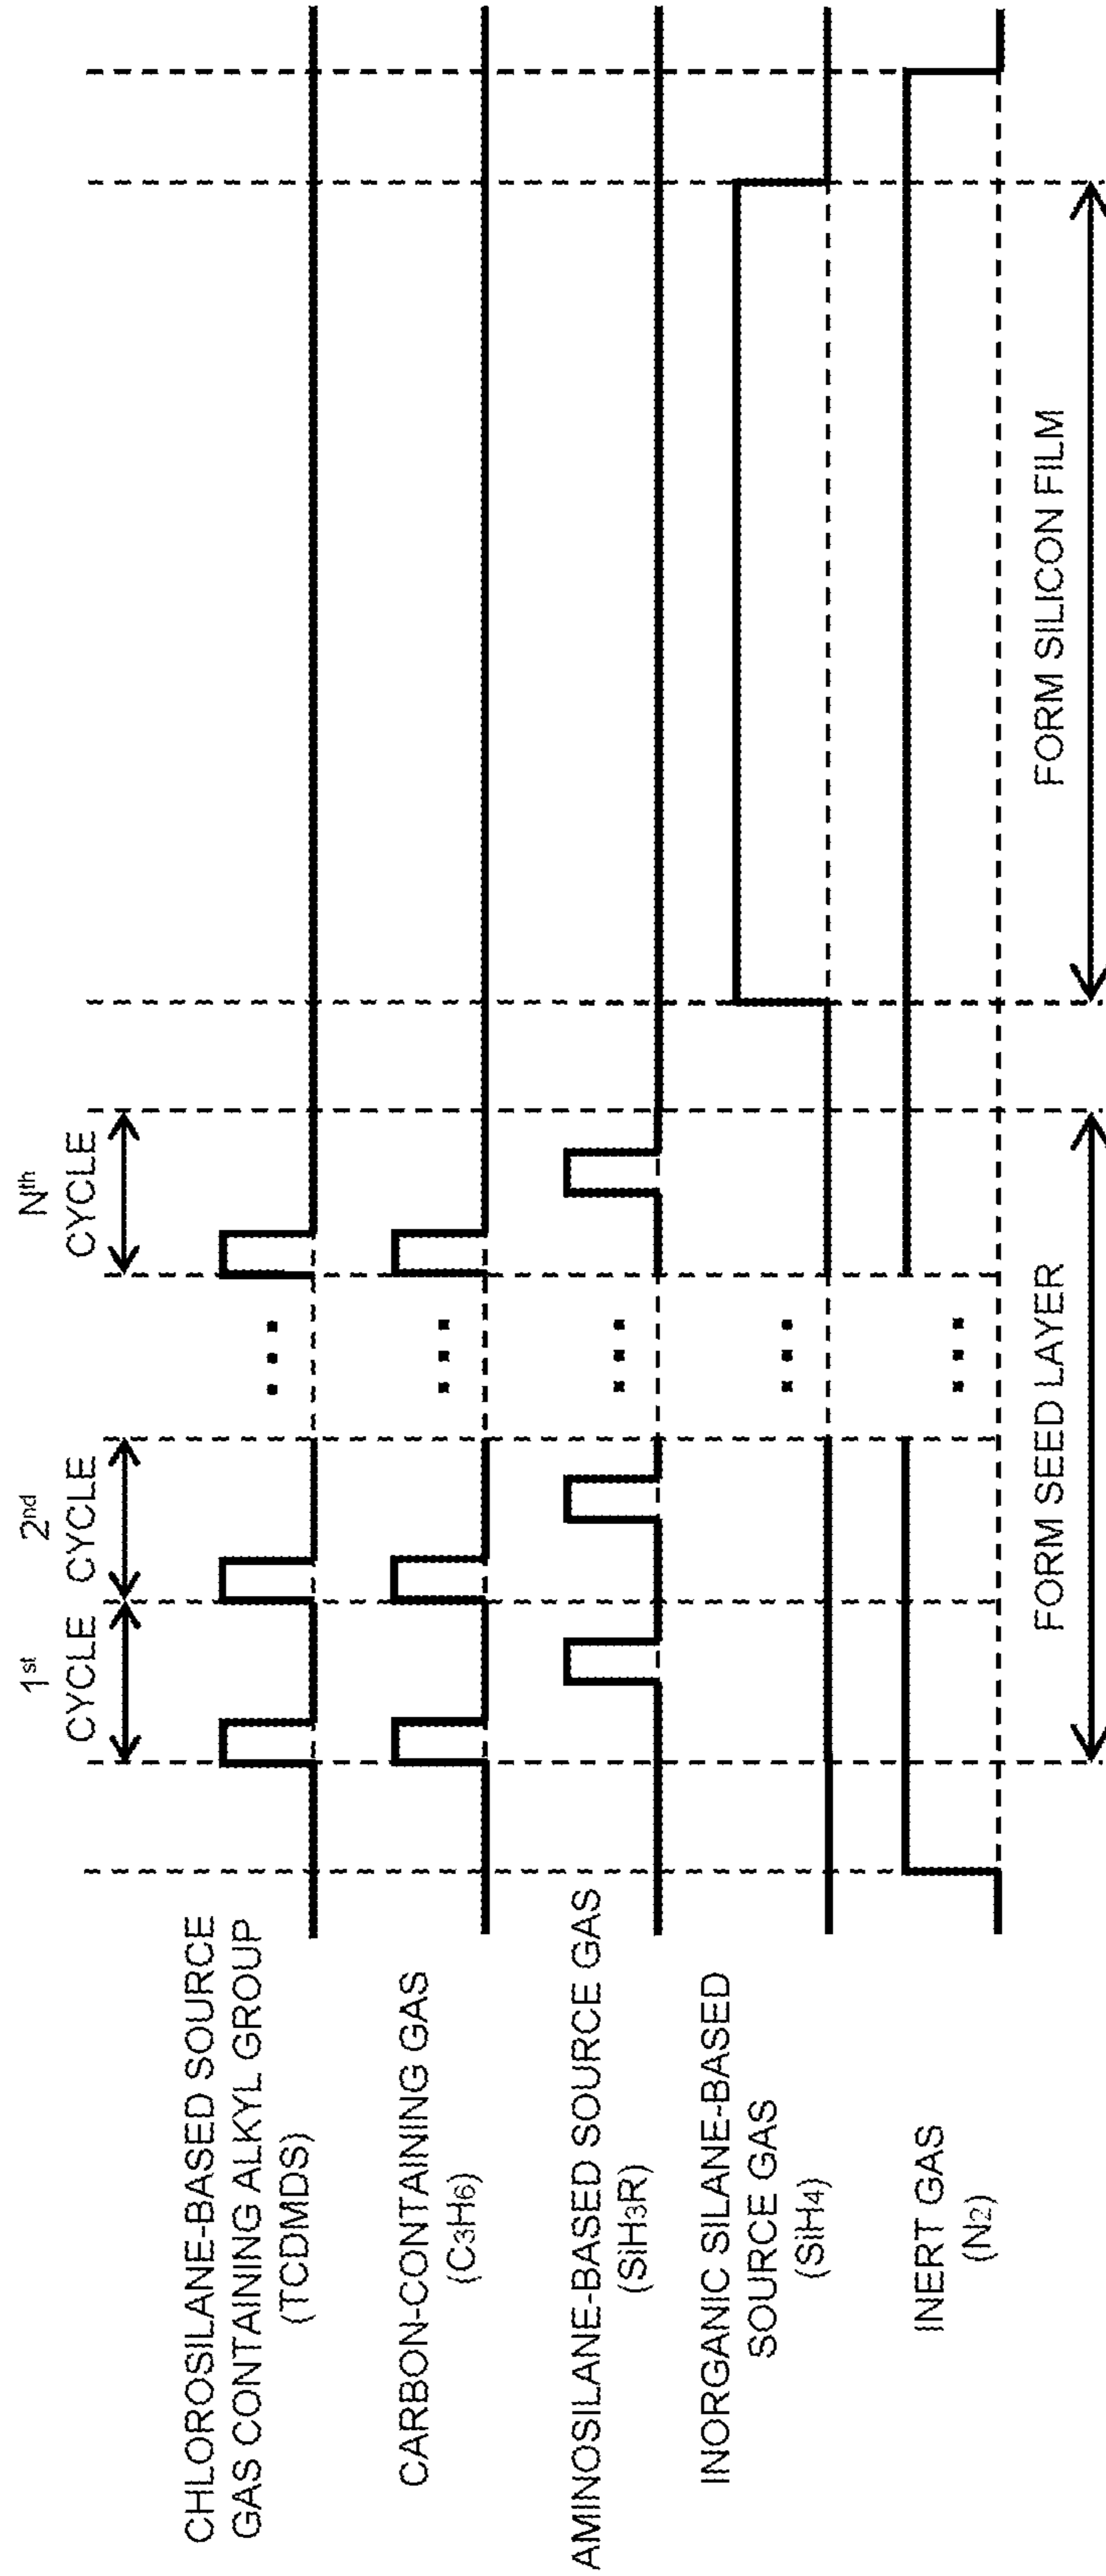 1st
CYCLE
2nd
CYCLE
Nth
CYCLE
CHLOROSILANE-BASED SOURCE
GAS CONTAINING ALKYL GROUP
(TCDMDS)
CARBON-CONTAINING GAS
(C3H6)
AMINOSILANE-BASED SOURCE GAS
(SiH3R)
INORGANIC SILANE-BASED
SOURCE GAS
(SiH4)
INERT GAS
(N2)
FORM SEED LAYER
FORM SILICON FILM